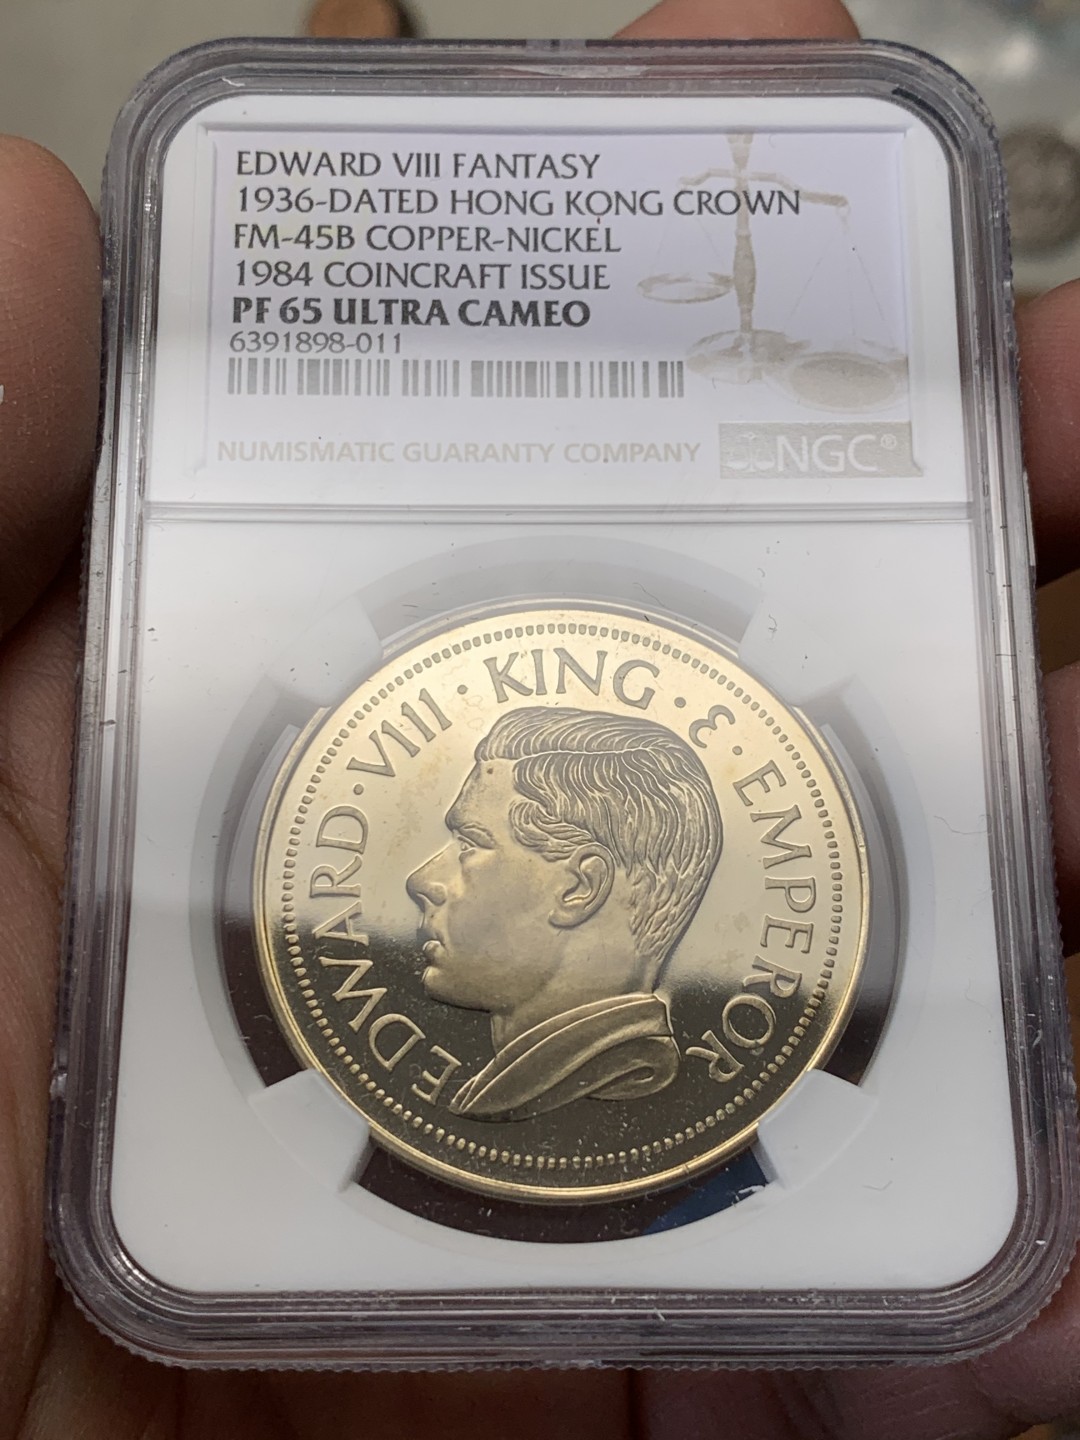 EDWARD VIII FANTASY
1936-DATED HONG KONG CROWN
FM-45B COPPER-NICKEL
1984 COINCRAFT ISSUE
PF 65 ULTRA CAMEO
6391898-011
NUMISMATIC GUARANTY COMPANY NGC®
EDWARD · VIII · KING · & · EMPEROR